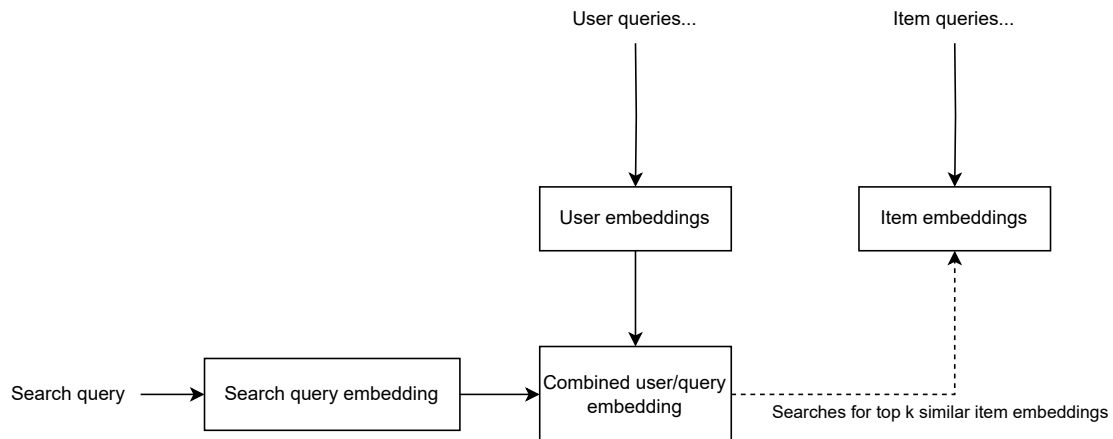 User queries...
Item queries...
User embeddings
Item embeddings
Search query
Search query embedding
Combined user/query
embedding
Searches for top k similar item embeddings